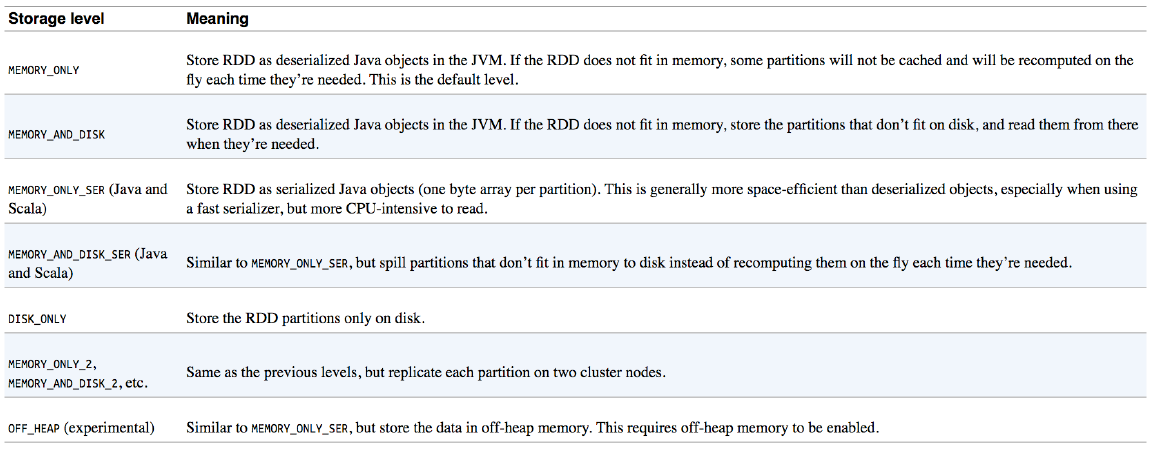 Storage level Meaning
MEMORY_ONLY
Store RDD as deserialized Java objects in the JVM. If the RDD does not fit in memory, some partitions will not be cached and will be recomputed on the
fly each time they’re needed. This is the default level.
MEMORY_AND_DISK
Store RDD as deserialized Java objects in the JVM. If the RDD does not fit in memory, store the partitions that don’t fit on disk, and read them from there
when they’re needed.
MEMORY_ONLY_SER (Java and
Scala)
Store RDD as serialized Java objects (one byte array per partition). This is generally more space-efficient than deserialized objects, especially when using
a fast serializer, but more CPU-intensive to read.
MEMORY_AND_DISK_SER (Java
and Scala)
Similar to MEMORY_ONLY_SER, but spill partitions that don’t fit in memory to disk instead of recomputing them on the fly each time they’re needed.
DISK_ONLY
Store the RDD partitions only on disk.
MEMORY_ONLY_2,
MEMORY_AND_DISK_2, etc.
Same as the previous levels, but replicate each partition on two cluster nodes.
OFF_HEAP (experimental)
Similar to MEMORY_ONLY_SER, but store the data in off-heap memory. This requires off-heap memory to be enabled.